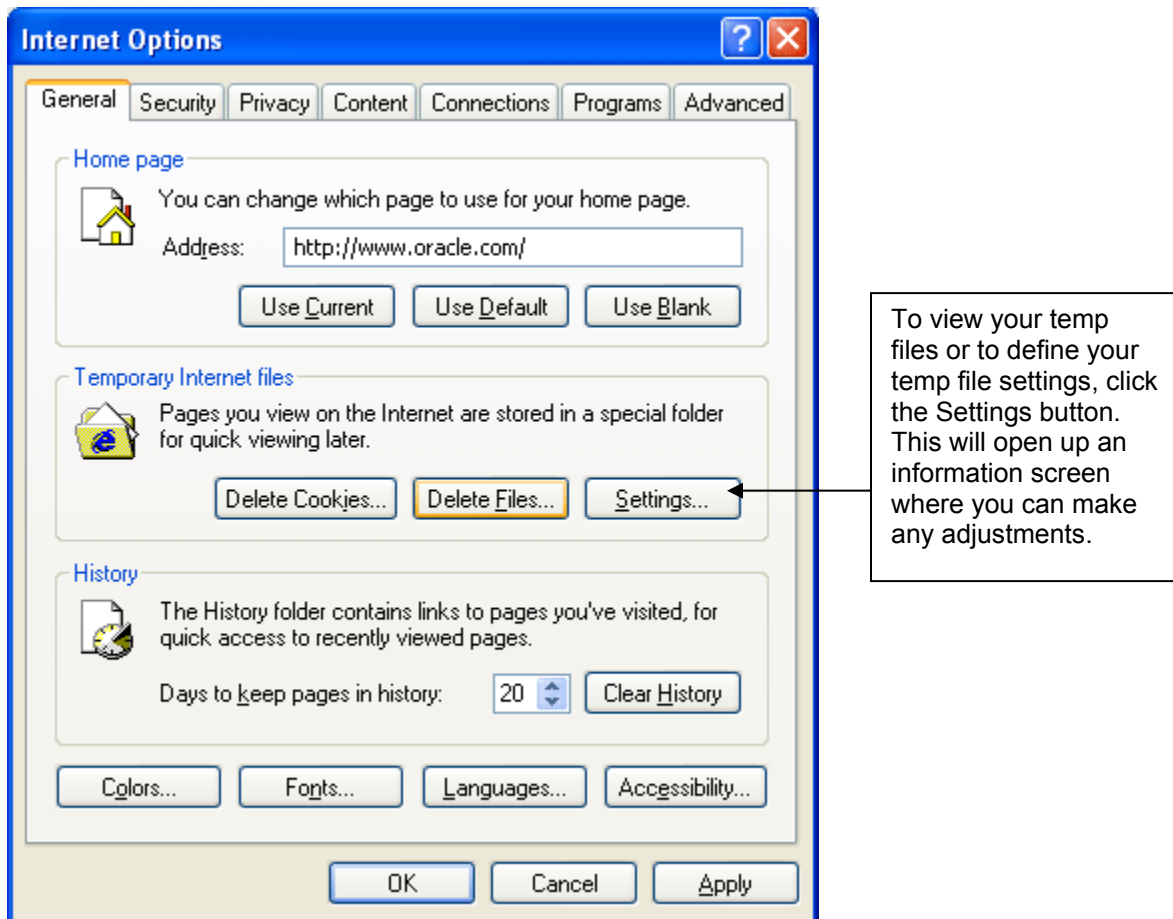 Internet Options
General Security Privacy Content Connections Programs Advanced
Home page
You can change which page to use for your home page.
Address: http://www.oracle.com/
Use Current Use Default Use Blank
Temporary Internet files
Pages you view on the Internet are stored in a special folder
for quick viewing later.
Delete Cookies... Delete Files... Settings...
History
The History folder contains links to pages you've visited, for
quick access to recently viewed pages.
Days to keep pages in history: 20 Clear History
Colors... Fonts... Languages... Accessibility...
OK Cancel Apply
To view your temp
files or to define your
temp file settings, click
the Settings button.
This will open up an
information screen
where you can make
any adjustments.